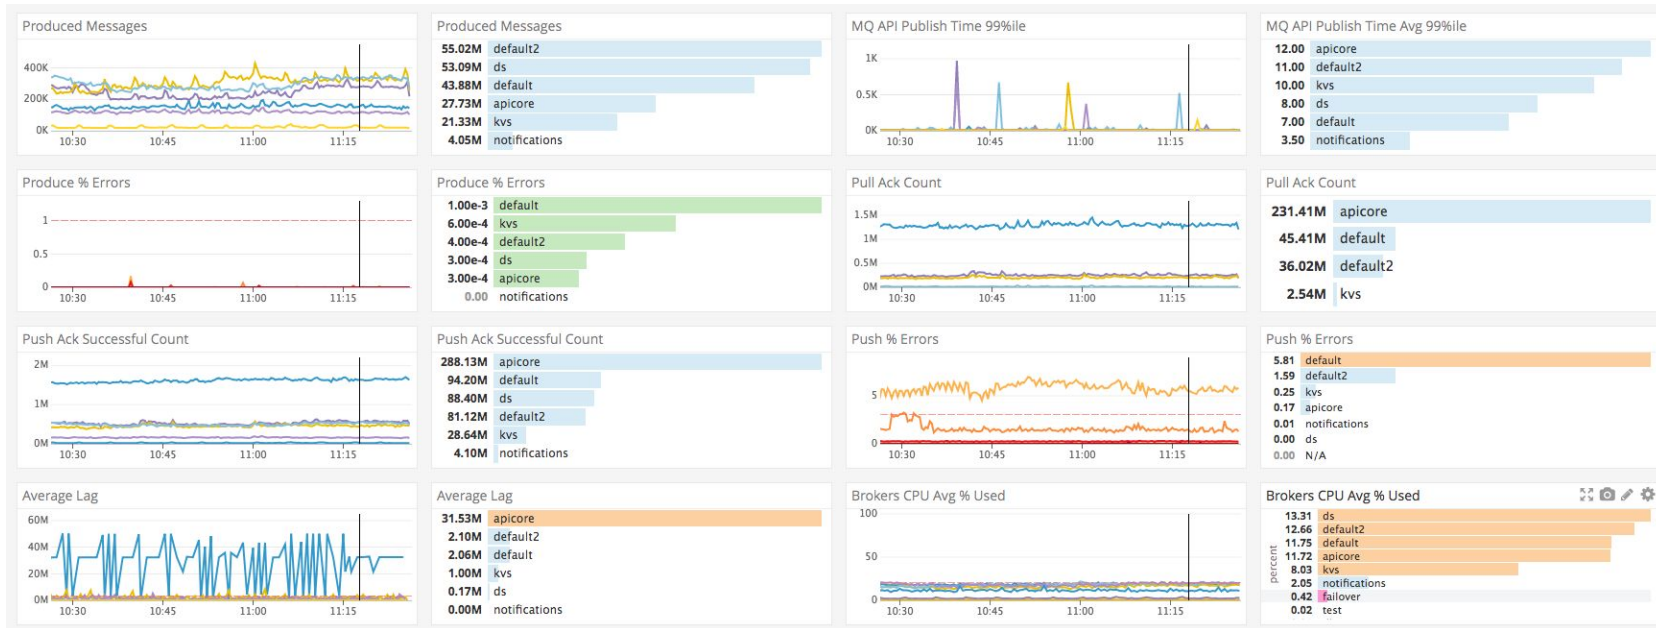 Produced Messages
400K
200K
0K
10:30 10:45 11:00 11:15
Produced Messages
55.02M default2
53.09M ds
43.88M default
27.73M apicore
21.33M kvs
4.05M notifications
MQ API Publish Time 99%ile
1K
0.5K
0K
10:30 10:45 11:00 11:15
MQ API Publish Time Avg 99%ile
12.00 apicore
11.00 default2
10.00 kvs
8.00 ds
7.00 default
3.50 notifications
Produce % Errors
1
0.5
0
10:30 10:45 11:00 11:15
Produce % Errors
1.00e-3 default
6.00e-4 kvs
4.00e-4 default2
3.00e-4 ds
3.00e-4 apicore
0.00 notifications
Pull Ack Count
1.5M
1M
0.5M
0M
10:30 10:45 11:00 11:15
Pull Ack Count
231.41M apicore
45.41M default
36.02M default2
2.54M kvs
Push Ack Successful Count
2M
1M
0M
10:30 10:45 11:00 11:15
Push Ack Successful Count
288.13M apicore
94.20M default
88.40M ds
81.12M default2
28.64M kvs
4.10M notifications
Push % Errors
5
0
10:30 10:45 11:00 11:15
Push % Errors
5.81 default
1.59 default2
0.25 kvs
0.17 apicore
0.01 notifications
0.00 ds
0.00 N/A
Average Lag
60M
40M
20M
0M
10:30 10:45 11:00 11:15
Average Lag
31.53M apicore
2.10M default2
2.06M default
1.00M kvs
0.17M ds
0.00M notifications
Brokers CPU Avg % Used
100
50
0
10:30 10:45 11:00 11:15
Brokers CPU Avg % Used
percent
13.31 ds
12.66 default2
11.75 default
11.72 apicore
8.03 kvs
2.05 notifications
0.42 failover
0.02 test